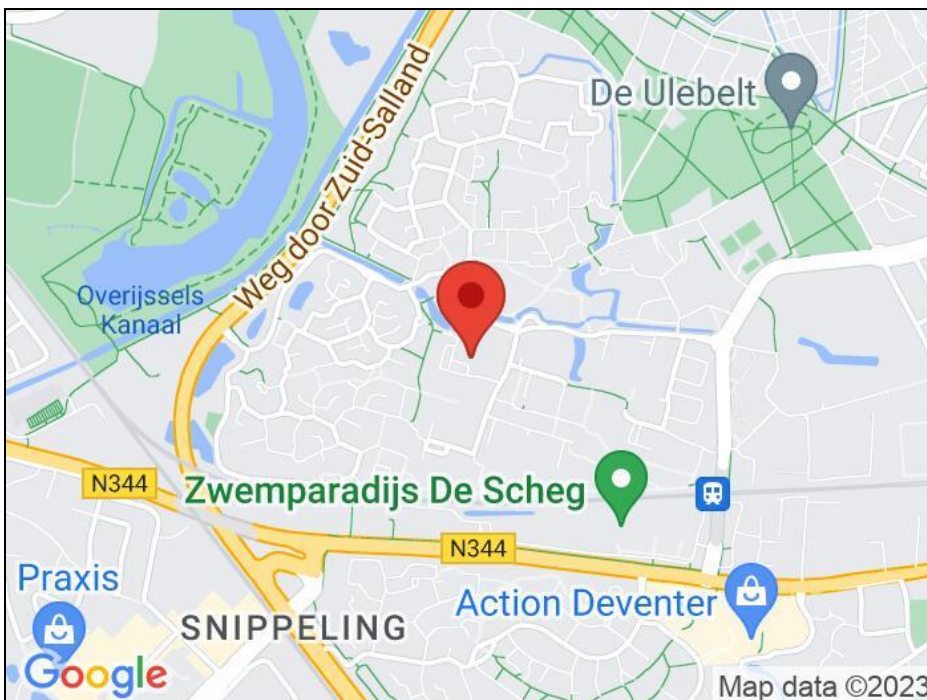 De Ulebelt
Weg door Zuid-Salland
Overijssels
Kanaal
Zwemparadijs De Scheg
N344
N344
Praxis
Action Deventer
SNIPPELING
Google
Map data ©2023